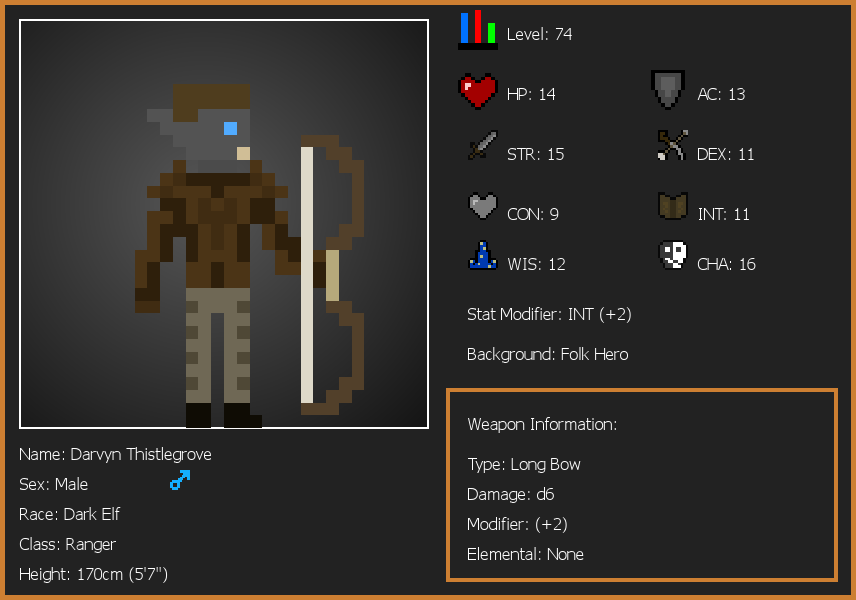 Level: 74
HP: 14
AC: 13
STR: 15
DEX: 11
CON: 9
INT: 11
WIS: 12
CHA: 16
Stat Modifier: INT (+2)
Background: Folk Hero
Weapon Information:
Type: Long Bow
Damage: d6
Modifier: (+2)
Elemental: None
Name: Darvyn Thistlegrove
Sex: Male
Race: Dark Elf
Class: Ranger
Height: 170cm (5'7")